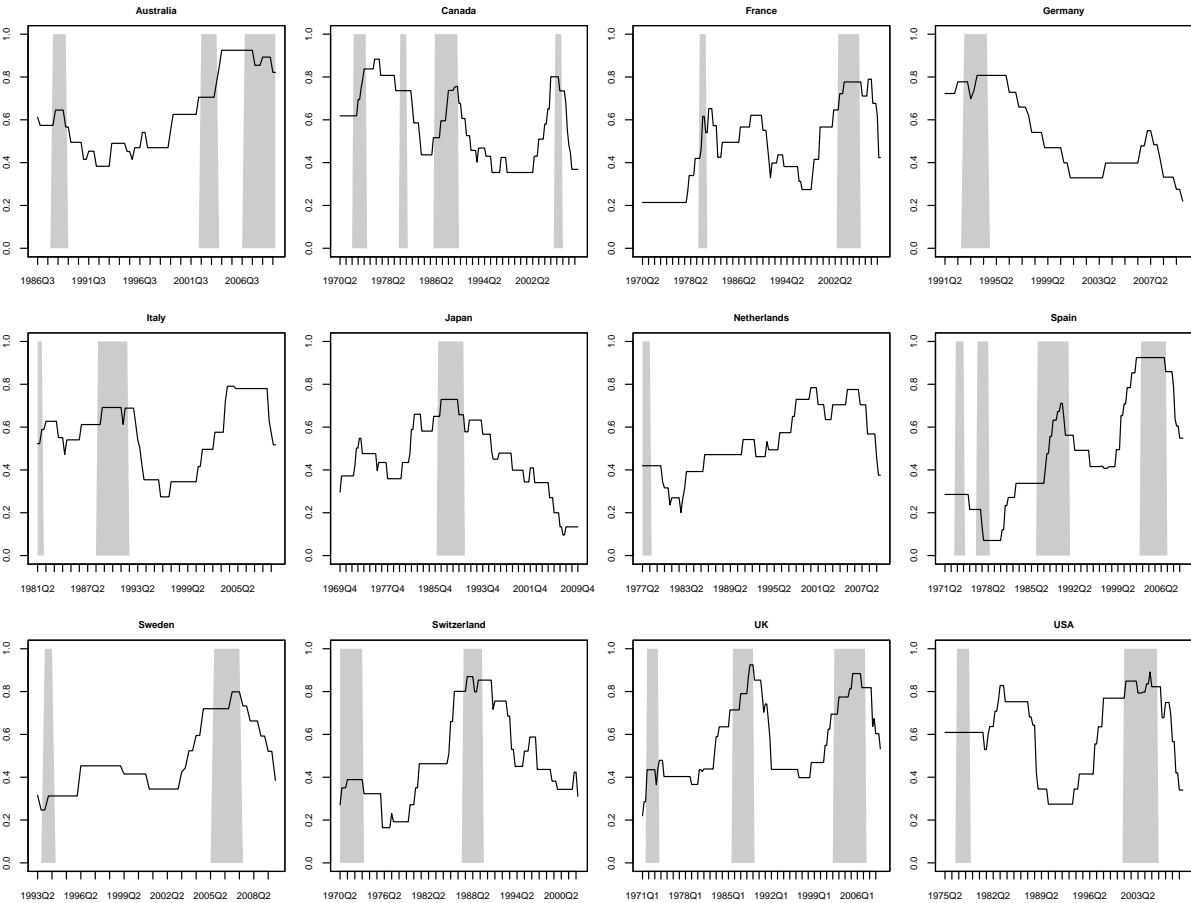 Australia
Canada
France
Germany
0.0 0.2 0.4 0.6 0.8 1.0
0.0 0.2 0.4 0.6 0.8 1.0
0.0 0.2 0.4 0.6 0.8 1.0
0.0 0.2 0.4 0.6 0.8 1.0
1986Q3 1991Q3 1996Q3 2001Q3 2006Q3
1970Q2 1978Q2 1986Q2 1994Q2 2002Q2
1970Q2 1978Q2 1986Q2 1994Q2 2002Q2
1991Q2 1995Q2 1999Q2 2003Q2 2007Q2
Italy
Japan
Netherlands
Spain
0.0 0.2 0.4 0.6 0.8 1.0
0.0 0.2 0.4 0.6 0.8 1.0
0.0 0.2 0.4 0.6 0.8 1.0
0.0 0.2 0.4 0.6 0.8 1.0
1981Q2 1987Q2 1993Q2 1999Q2 2005Q2
1969Q4 1977Q4 1985Q4 1993Q4 2001Q4 2009Q4
1977Q2 1983Q2 1989Q2 1995Q2 2001Q2 2007Q2
1971Q2 1978Q2 1985Q2 1992Q2 1999Q2 2006Q2
Sweden
Switzerland
UK
USA
0.0 0.2 0.4 0.6 0.8 1.0
0.0 0.2 0.4 0.6 0.8 1.0
0.0 0.2 0.4 0.6 0.8 1.0
0.0 0.2 0.4 0.6 0.8 1.0
1993Q2 1996Q2 1999Q2 2002Q2 2005Q2 2008Q2
1970Q2 1976Q2 1982Q2 1988Q2 1994Q2 2000Q2
1971Q1 1978Q1 1985Q1 1992Q1 1999Q1 2006Q1
1975Q2 1982Q2 1989Q2 1996Q2 2003Q2